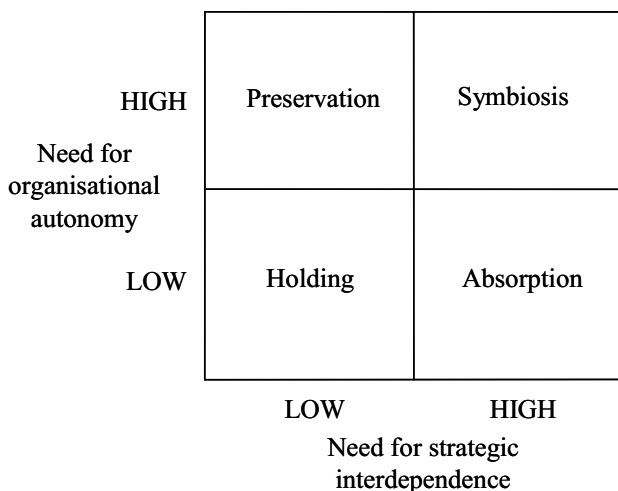 HIGH
Preservation
Symbiosis
Need for
organisational
autonomy
LOW
Holding
Absorption
LOW
HIGH
Need for strategic
interdependence